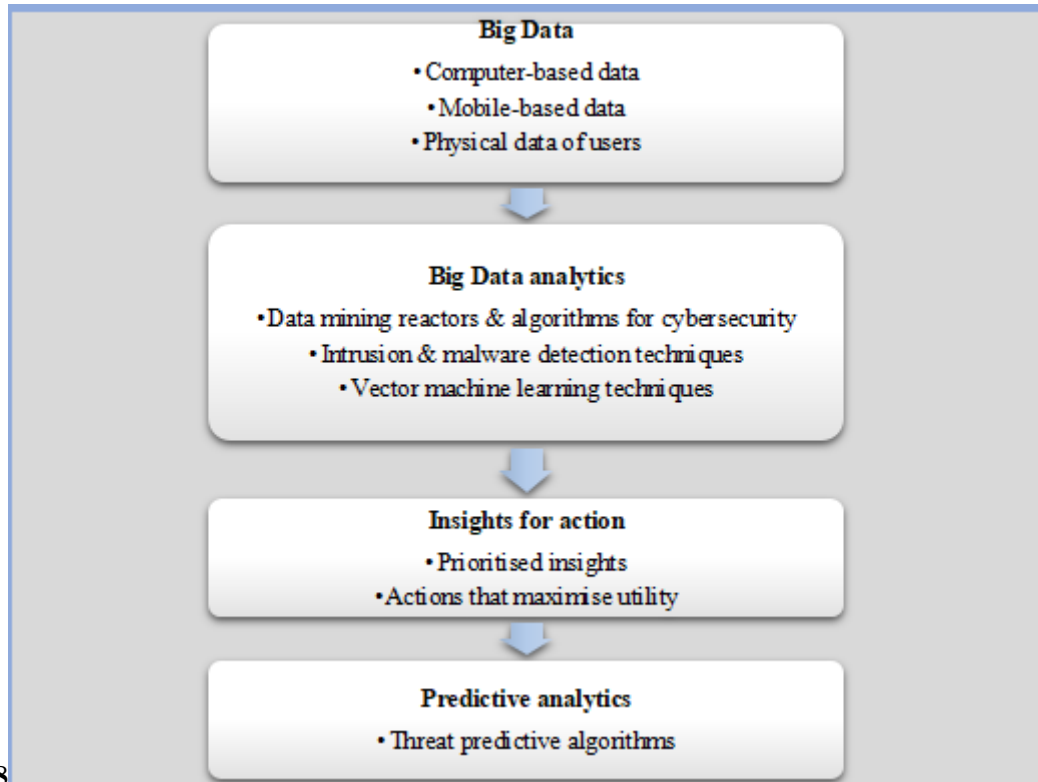 Big Data
• Computer-based data
• Mobile-based data
• Physical data of users
Big Data analytics
• Data mining reactors & algorithms for cybersecurity
• Intrusion & malware detection techniques
• Vector machine learning techniques
Insights for action
• Prioritised insights
• Actions that maximise utility
Predictive analytics
• Threat predictive algorithms
8